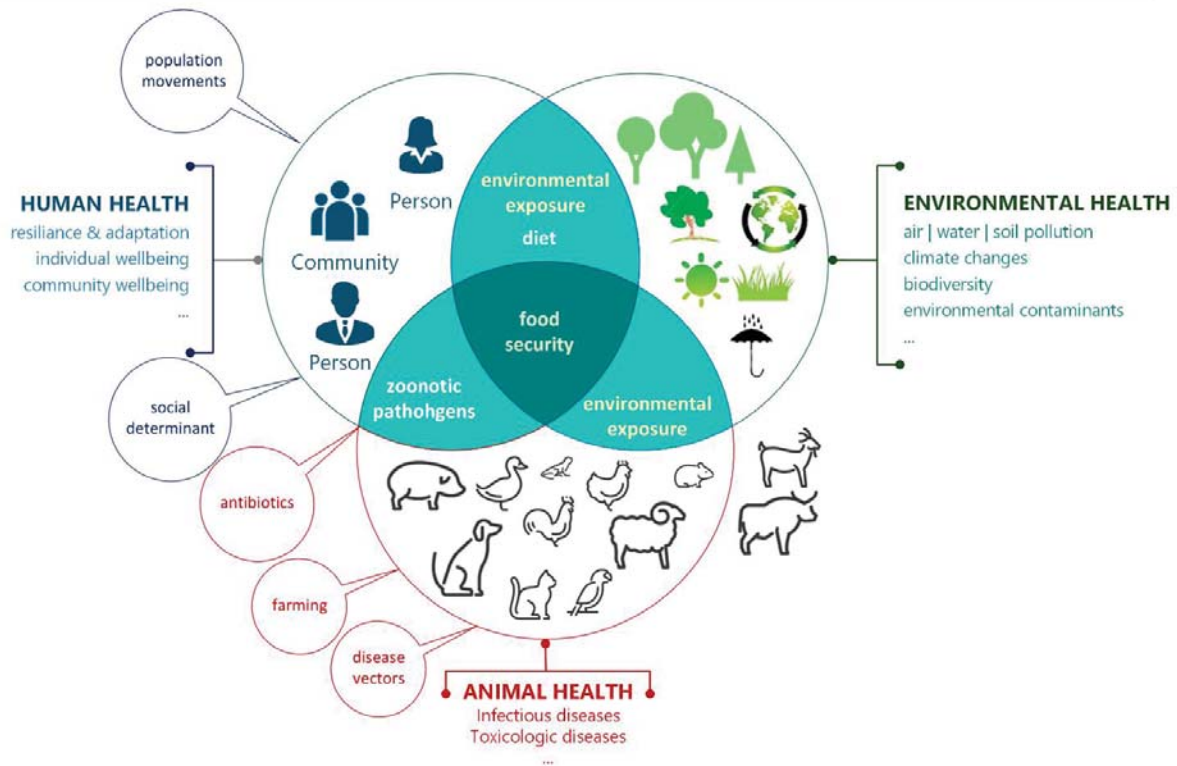 population
movements
HUMAN HEALTH
resiliance & adaptation
individual wellbeing
community wellbeing
...
Person
Community
Person
social
determinant
environmental
exposure
diet
food
security
zoonotic
pathohgens
environmental
exposure
ENVIRONMENTAL HEALTH
air | water | soil pollution
climate changes
biodiversity
environmental contaminants
...
antibiotics
farming
disease
vectors
ANIMAL HEALTH
Infectious diseases
Toxicologic diseases
...